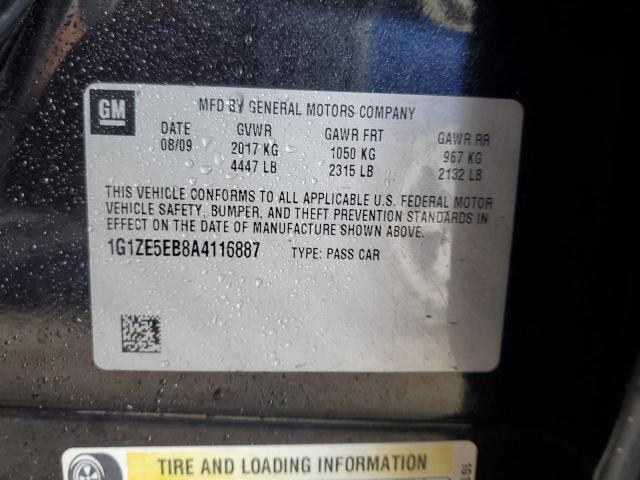 GM
MFD BY GENERAL MOTORS COMPANY
DATE GVWR GAWR FRT GAWR RR
08/09 2017 KG 1050 KG 967 KG
4447 LB 2315 LB 2132 LB
THIS VEHICLE CONFORMS TO ALL APPLICABLE U.S. FEDERAL MOTOR
VEHICLE SAFETY, BUMPER, AND THEFT PREVENTION STANDARDS IN
EFFECT ON THE DATE OF MANUFACTURE SHOWN ABOVE.
1G1ZE5EB8A4116887 TYPE: PASS CAR
TIRE AND LOADING INFORMATION